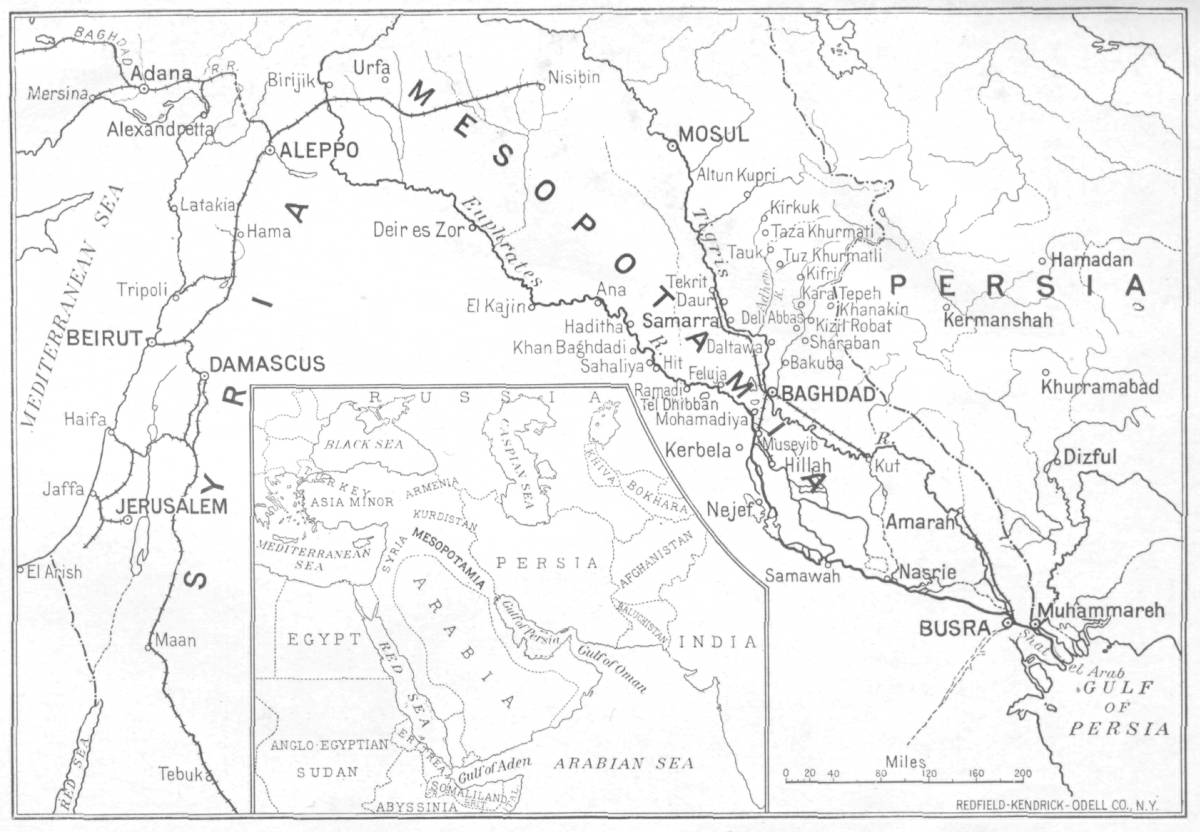 BAGHDAD
R.R.
Adana
Mersina
Alexandretta
Birijik
Urfa
Nisibin
MESOPOTAMIA
ALEPPO
MOSUL
Altun Kupri
Latakia
Hama
Deir es Zor
Euphrates
R.
Tigris
R.
Kirkuk
Taza Khurmati
Tauk
Tuz Khurmatli
Kifri
Adhem
R.
PERSIA
Hamadan
MEDITERRANEAN SEA
SYRIA
Tripoli
El Kajin
Ana
Tekrit
Daur
Kara Tepeh
Khanakin
Kermanshah
Samarra
Deli Abbas
Kizil Robat
Sharaban
BEIRUT
Haditha
Khan Baghdadi
Sahaliya
Hit
Daltawa
Bakuba
DAMASCUS
Feluja
Ramadi
Tel Dhibban
Mohamadiya
BAGHDAD
Khurramabad
Haifa
Kerbela
Museyib
Hillah
Kut
Dizful
Jaffa
JERUSALEM
Nejef
Amarah
El Arish
Samawah
Nasrie
Maan
BUSRA
Muhammareh
Shat el Arab
GULF
OF
PERSIA
RED SEA
Tebuka
RUSSIA
BLACK SEA
CASPIAN SEA
KHIVA
BOKHARA
TURKEY
ASIA MINOR
ARMENIA
KURDISTAN
MEDITERRANEAN
SEA
SYRIA
MESOPOTAMIA
PERSIA
AFGHANISTAN
BALUCHISTAN
ARABIA
Gulf of Persia
Gulf of Oman
INDIA
EGYPT
RED SEA
ANGLO-EGYPTIAN
SUDAN
ERITREA
Gulf of Aden
ARABIAN SEA
SOMALILAND
ABYSSINIA
Miles
0 20 40 80 120 160 200
REDFIELD-KENDRICK-ODELL CO., N.Y.